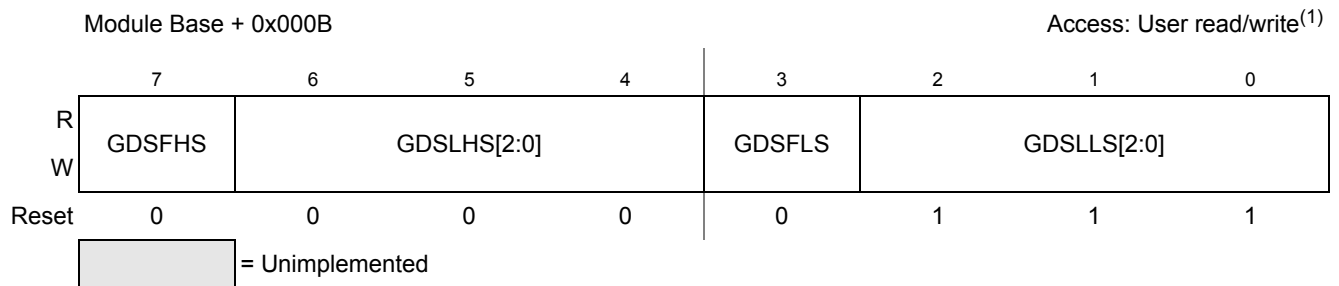 Module Base + 0x000B Access: User read/write(1)
7 6 5 4 3 2 1 0
R
W
GDSFHS GDSLHS[2:0] GDSFLS GDSLLS[2:0]
Reset 0 0 0 0 0 1 1 1
= Unimplemented